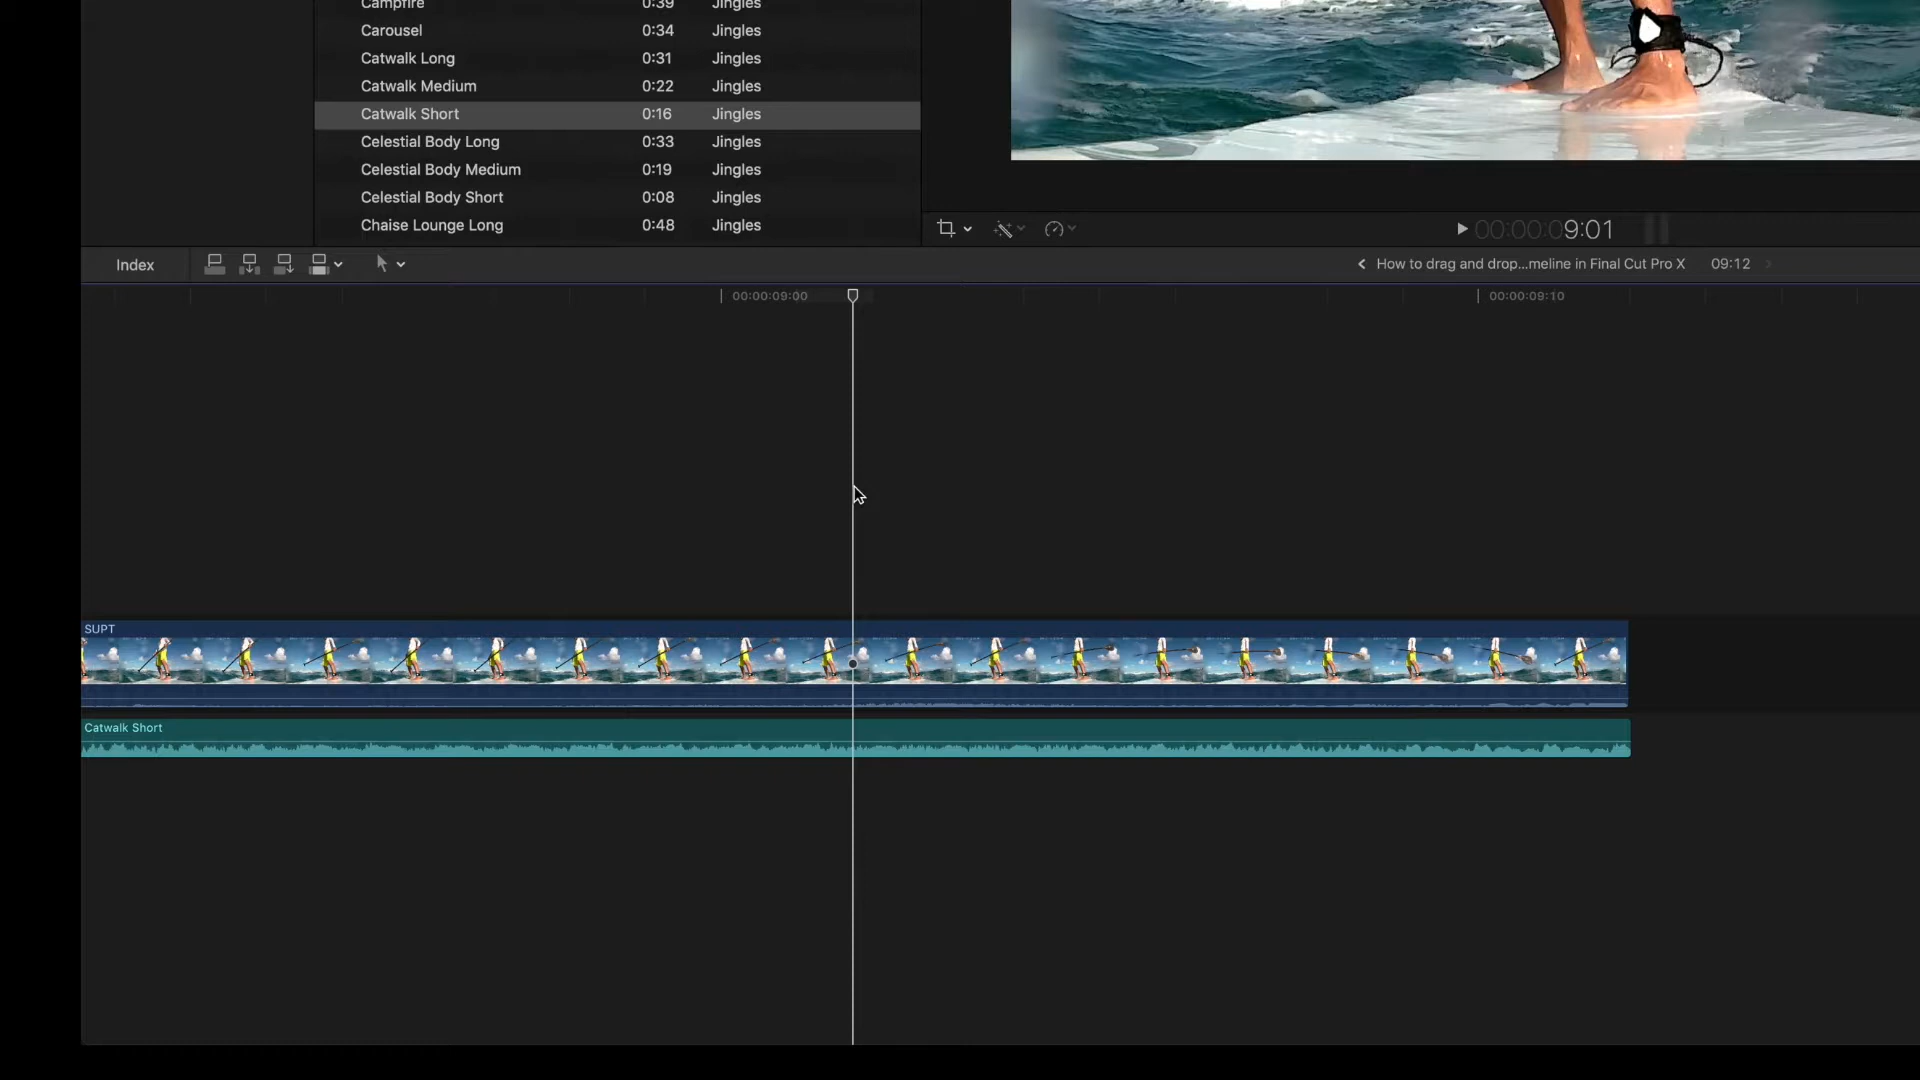 Campfire 0:39 Jingles
Carousel 0:34 Jingles
Catwalk Long 0:31 Jingles
Catwalk Medium 0:22 Jingles
Catwalk Short 0:16 Jingles
Celestial Body Long 0:33 Jingles
Celestial Body Medium 0:19 Jingles
Celestial Body Short 0:08 Jingles
Chaise Lounge Long 0:48 Jingles
00:00:09:01
Index
How to drag and drop...meline in Final Cut Pro X 09:12
00:00:09:00
00:00:09:10
SUPT
Catwalk Short